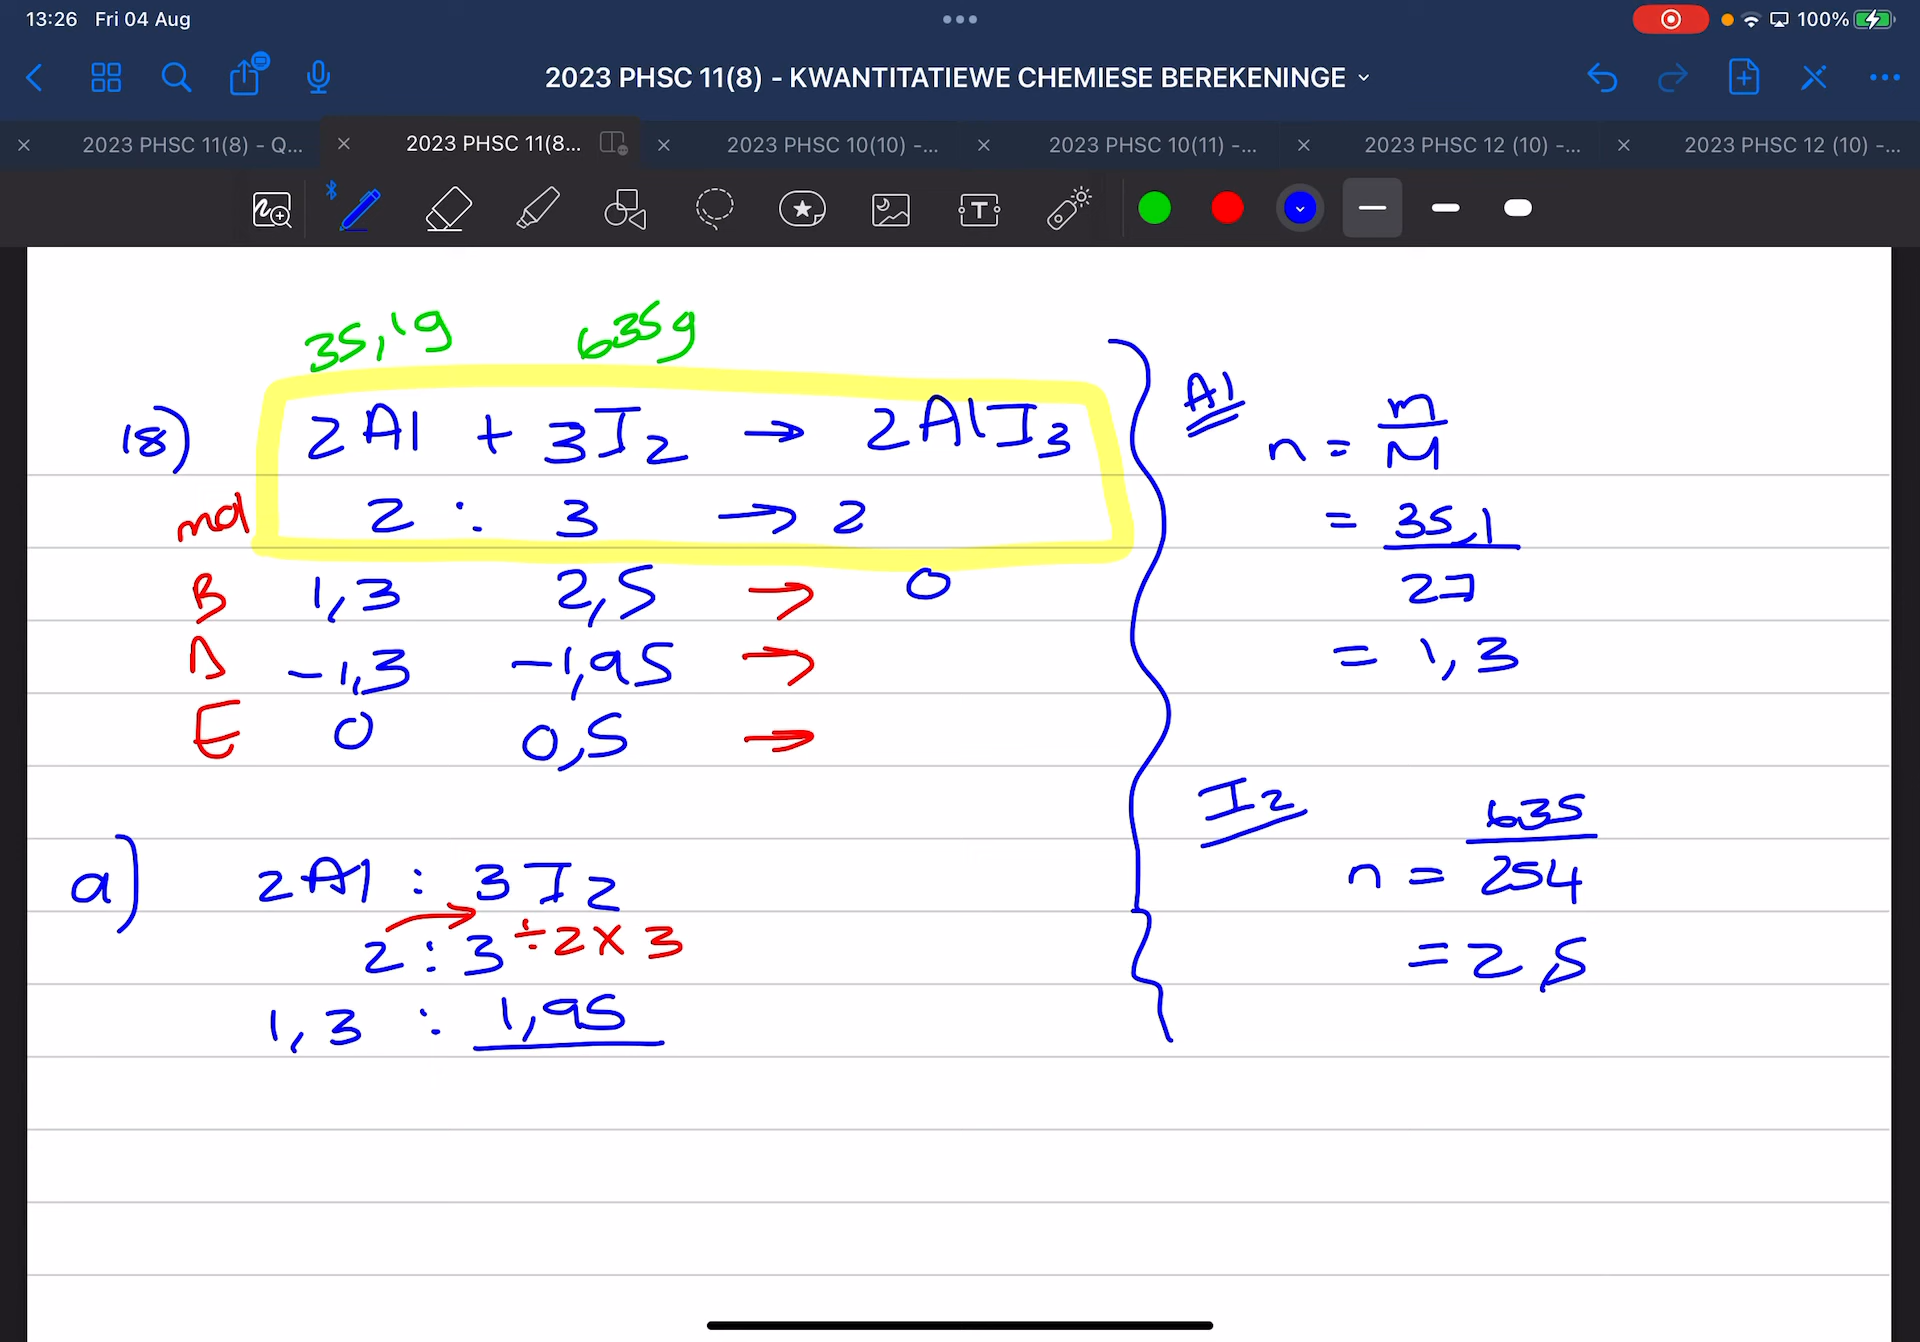 13:26 Fri 04 Aug
100%
2023 PHSC 11(8) - KWANTITATIEWE CHEMIESE BEREKENINGE
2023 PHSC 11(8) - Q... 2023 PHSC 11(8... 2023 PHSC 10(10) -... 2023 PHSC 10(11) -... 2023 PHSC 12 (10) -... 2023 PHSC 12 (10) -...
35,1g 635g
18) 2Al + 3I₂ → 2AlI₃
mol 2 : 3 → 2
B 1,3 2,5 → 0
Δ -1,3 -1,95 →
E 0 0,5 →
a) 2Al : 3I₂
2 : 3 ÷2 × 3
1,3 : 1,95
Al
n = m/M
= 35,1/27
= 1,3
I₂
n = 635/254
= 2,5